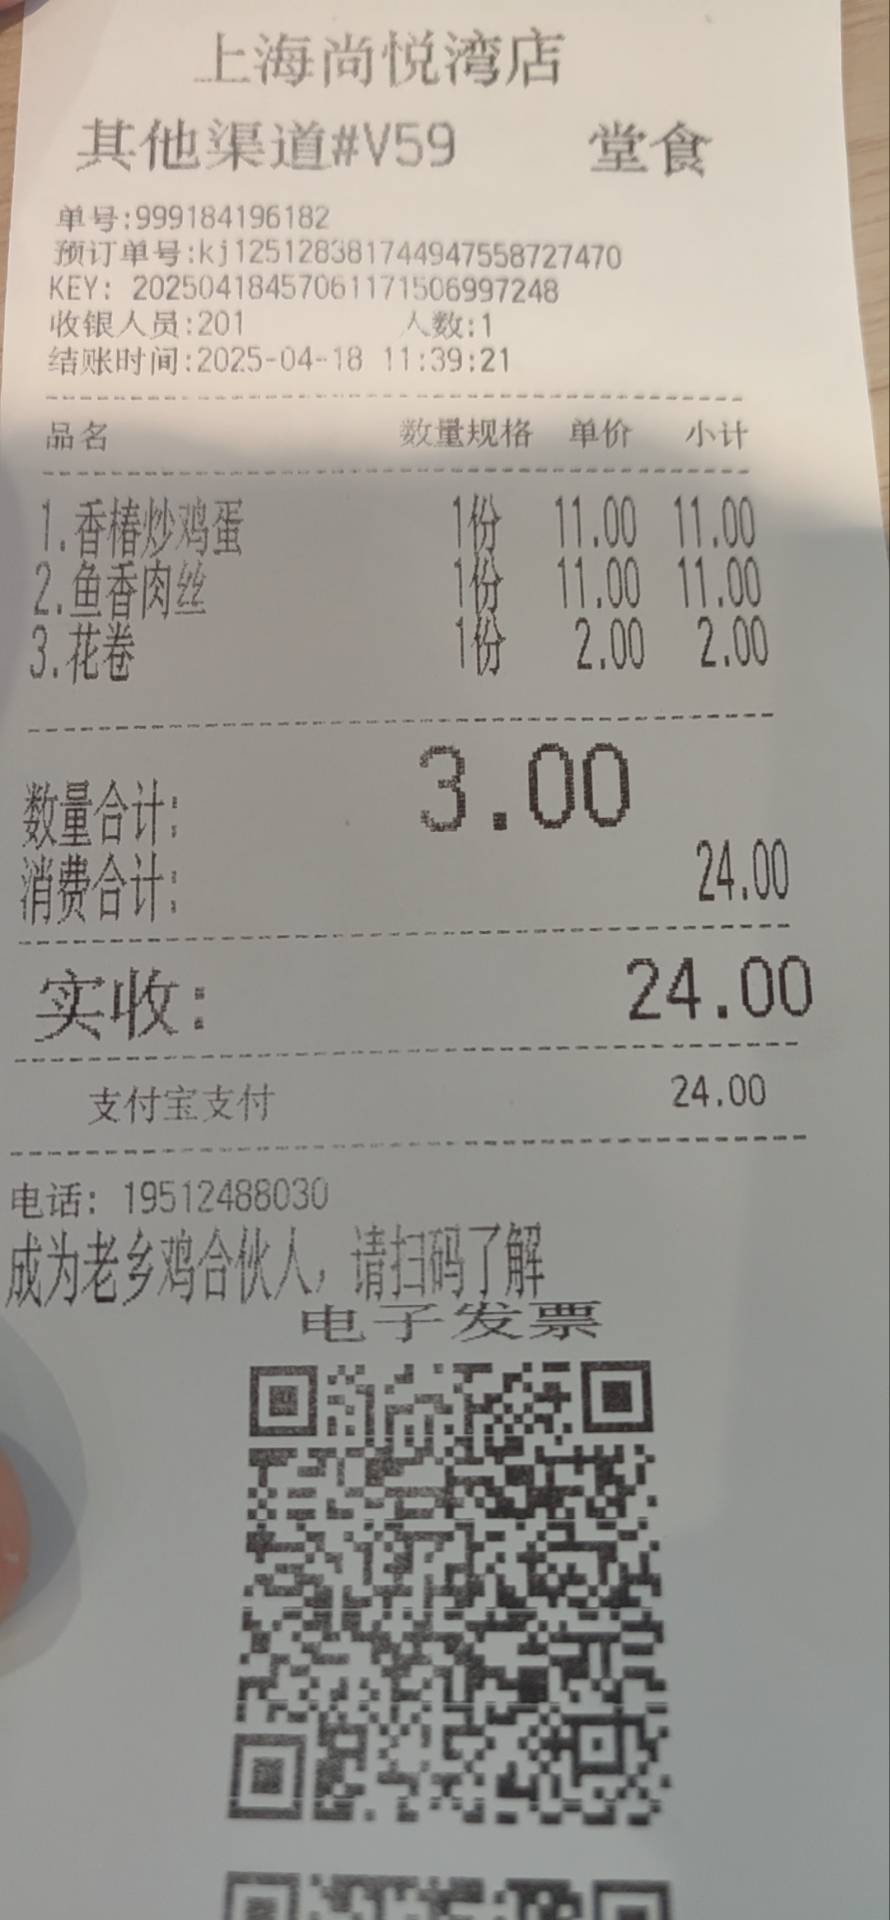 上海尚悦湾店
其他渠道#V59 堂食
单号:999184196182
预订单号:kj125128381744947558727470
KEY: 20250418457061171506997248
收银人员:201 人数:1
结账时间:2025-04-18 11:39:21
品名 数量规格 单价 小计
1.香椿炒鸡蛋 1份 11.00 11.00
2.鱼香肉丝 1份 11.00 11.00
3.花卷 1份 2.00 2.00
数量合计: 3.00
消费合计: 24.00
实收: 24.00
支付宝支付 24.00
电话: 19512488030
成为老乡鸡合伙人，请扫码了解
电子发票